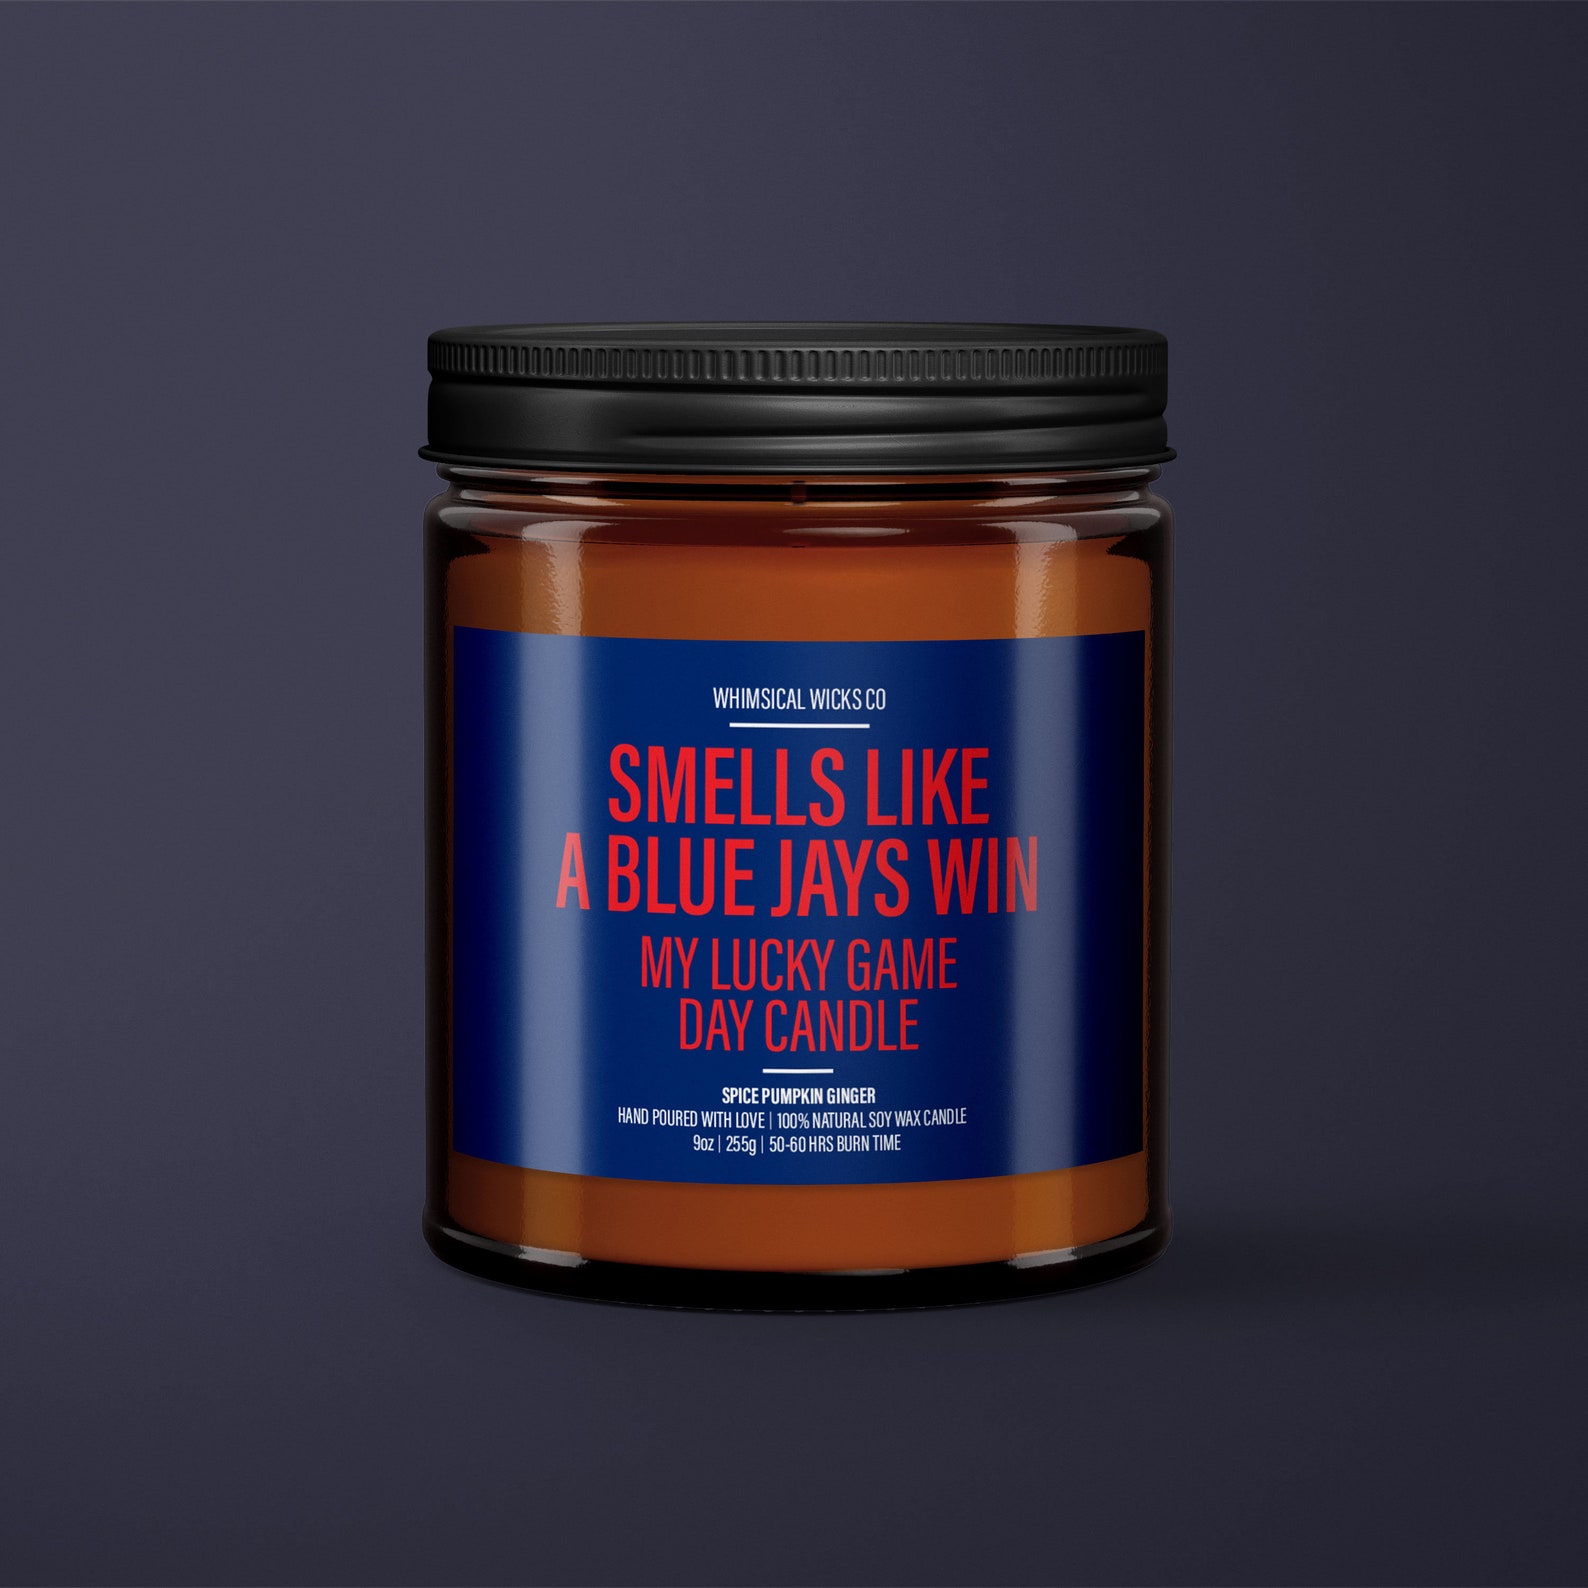 WHIMSICAL WICKS CO
SMELLS LIKE
A BLUE JAYS WIN
MY LUCKY GAME
DAY CANDLE
SPICE PUMPKIN GINGER
HAND POURED WITH LOVE | 100% NATURAL SOY WAX CANDLE
9oz | 255g | 50-60 HRS BURN TIME